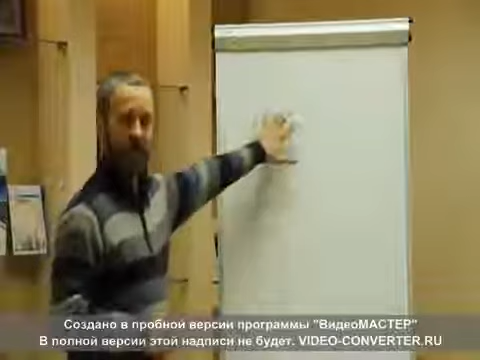 Создано в пробной версии программы "ВидеоМАСТЕР"
В полной версии этой надписи не будет. VIDEO-CONVERTER.RU